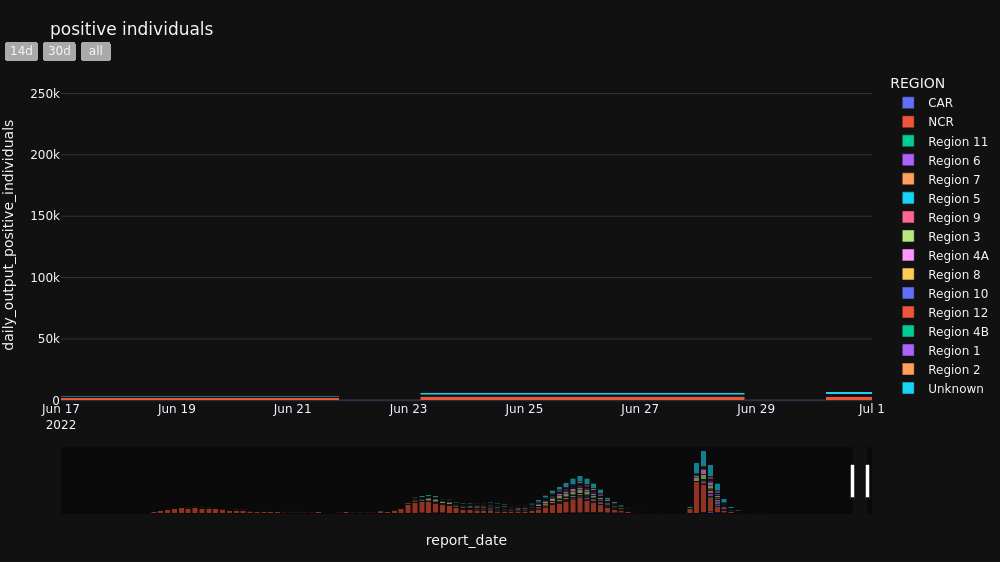 positive individuals
14d 30d all
REGION
CAR
NCR
Region 11
Region 6
Region 7
Region 5
Region 9
Region 3
Region 4A
Region 8
Region 10
Region 12
Region 4B
Region 1
Region 2
Unknown
daily_output_positive_individuals
250k
200k
150k
100k
50k
0
Jun 17 Jun 19 Jun 21 Jun 23 Jun 25 Jun 27 Jun 29 Jul 1
2022
report_date